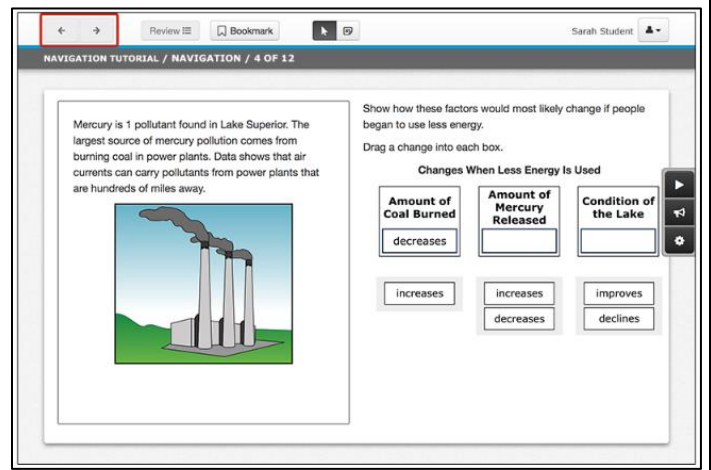 Review
Bookmark
Sarah Student
NAVIGATION TUTORIAL / NAVIGATION / 4 OF 12
Mercury is 1 pollutant found in Lake Superior. The
largest source of mercury pollution comes from
burning coal in power plants. Data shows that air
currents can carry pollutants from power plants that
are hundreds of miles away.
Show how these factors would most likely change if people
began to use less energy.
Drag a change into each box.
Changes When Less Energy Is Used
Amount of
Coal Burned
decreases
increases
Amount of
Mercury
Released
increases
decreases
Condition of
the Lake
improves
declines